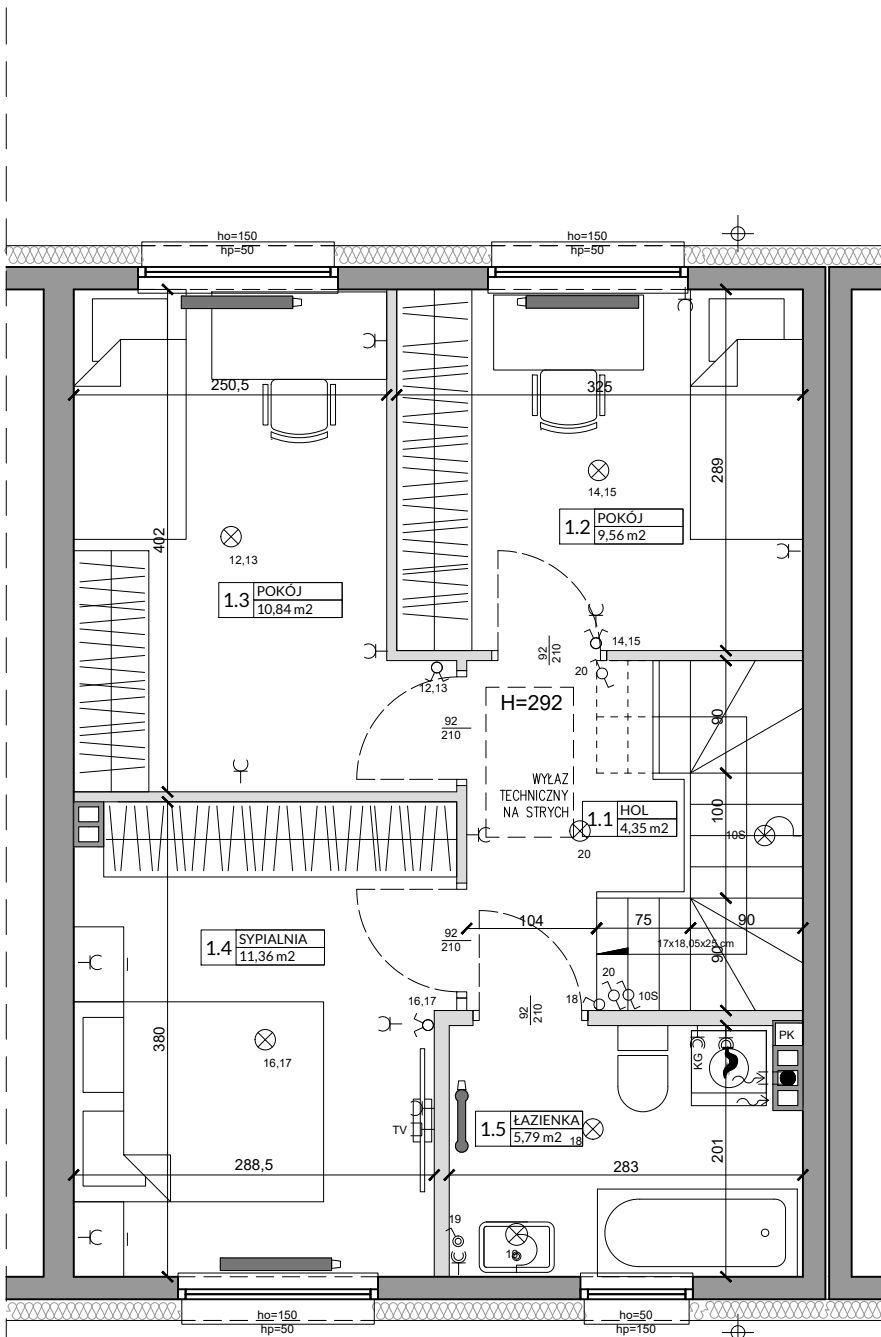 ho=150
hp=50
ho=150
hp=50
250,5
325
289
402
14,15
1.2
POKÓJ
9,56 m2
12,13
1.3
POKÓJ
10,84 m2
14,15
92
210
20
12,13
92
210
H=292
90
WYŁAZ
TECHNICZNY
NA STRYCH
1.1
HOL
4,35 m2
100
10S
20
104
75
90
1.4
SYPIALNIA
11,36 m2
92
210
17x18,05x25 cm
90
20
10S
18
16,17
92
210
380
16,17
PK
KG
TV
1.5
ŁAZIENKA
5,79 m2
18
201
288,5
283
19
18
ho=150
hp=50
ho=50
hp=150